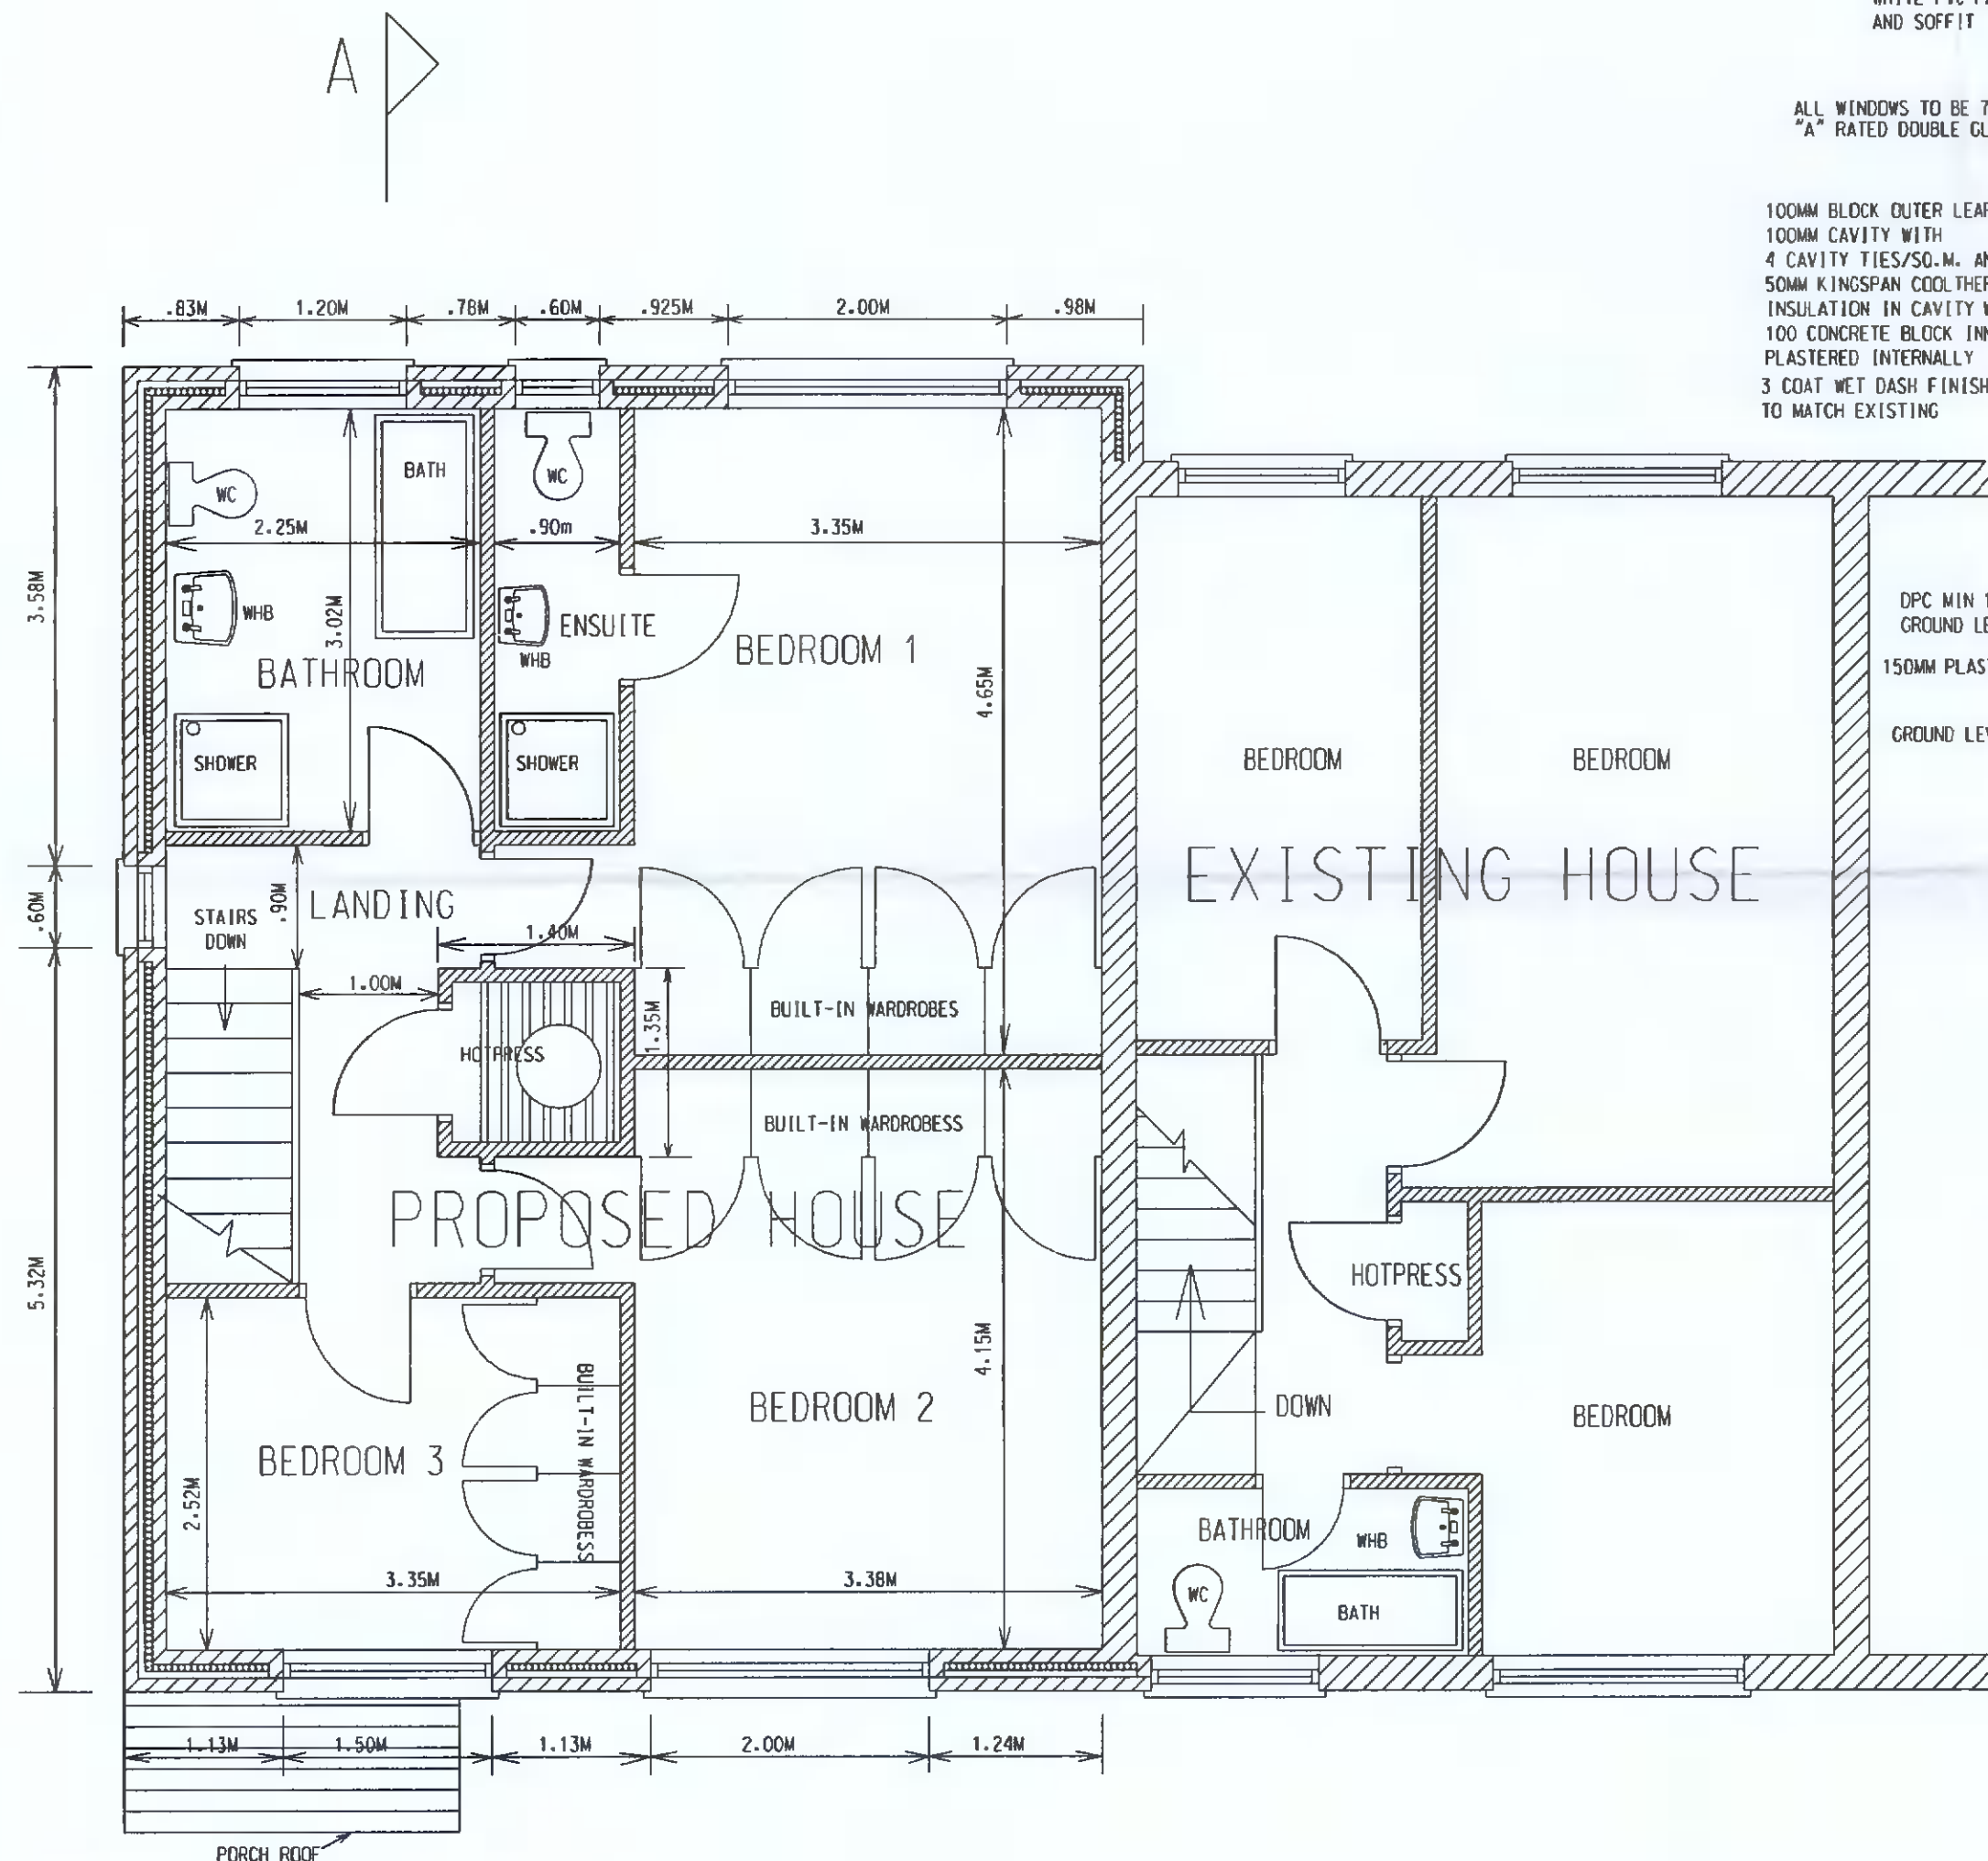 AND SOFFIT
A
ALL WINDOWS TO BE
"A" RATED DOUBLE
100MM BLOCK OUTER
100MM CAVITY WITH
4 CAVITY TIES/SQ.M.
50MM KINGSPAN
INSULATION IN CAVITY
100 CONCRETE BLOCK
PLASTERED INTERNALLY
3 COAT WET DASH FINISH
TO MATCH EXISTING
.83M 1.20M .78M .60M .925M 2.00M .98M
3.58M
.60M
5.32M
WC
BATH
2.25M
3.02M
WHB
BATHROOM
SHOWER
WC
.90m
WHB
ENSUITE
SHOWER
3.35M
BEDROOM 1
4.65M
BEDROOM
BEDROOM
DPC MIN
GROUND
150MM
GROUND
EXISTING HOUSE
STAIRS
DOWN
.90M
LANDING
1.40M
1.00M
HOTPRESS
1.35M
BUILT-IN WARDROBES
BUILT-IN WARDROBESS
PROPOSED HOUSE
HOTPRESS
4.15M
BEDROOM 2
BUILT-IN WARDROBESS
BEDROOM 3
2.52M
3.35M
3.38M
DOWN
BEDROOM
BATHROOM
WHB
WC
BATH
1.13M 1.50M 1.13M 2.00M 1.24M
PORCH ROOF